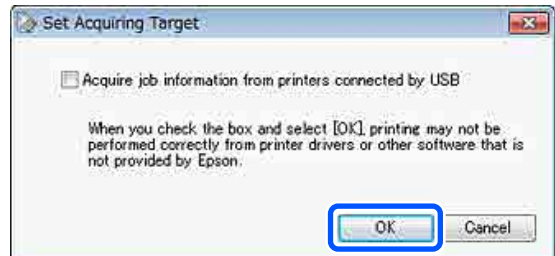 Set Acquiring Target
Acquire job information from printers connected by USB
When you check the box and select [OK], printing may not be
performed correctly from printer drivers or other software that is
not provided by Epson.
OK Cancel